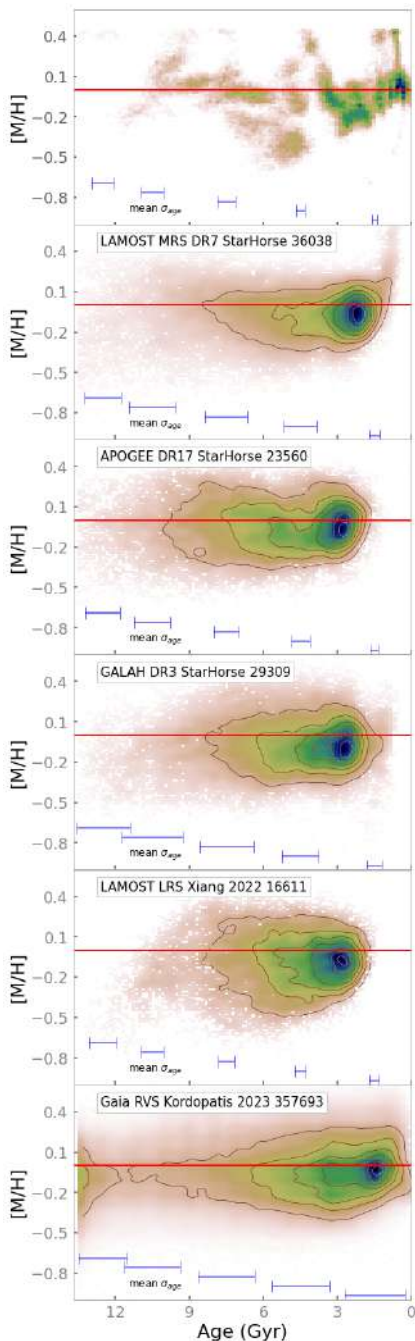 0.4
0.1
[M/H]
−0.2
−0.5
−0.8
mean σage
LAMOST MRS DR7 StarHorse 36038
0.4
0.1
[M/H]
−0.2
−0.5
−0.8
mean σage
APOGEE DR17 StarHorse 23560
0.4
0.1
[M/H]
−0.2
−0.5
−0.8
mean σage
GALAH DR3 StarHorse 29309
0.4
0.1
[M/H]
−0.2
−0.5
−0.8
mean σage
LAMOST LRS Xiang 2022 16611
0.4
0.1
[M/H]
−0.2
−0.5
−0.8
mean σage
Gaia RVS Kordopatis 2023 357693
0.4
0.1
[M/H]
−0.2
−0.5
−0.8
mean σage
12 9 6 3 0
Age (Gyr)